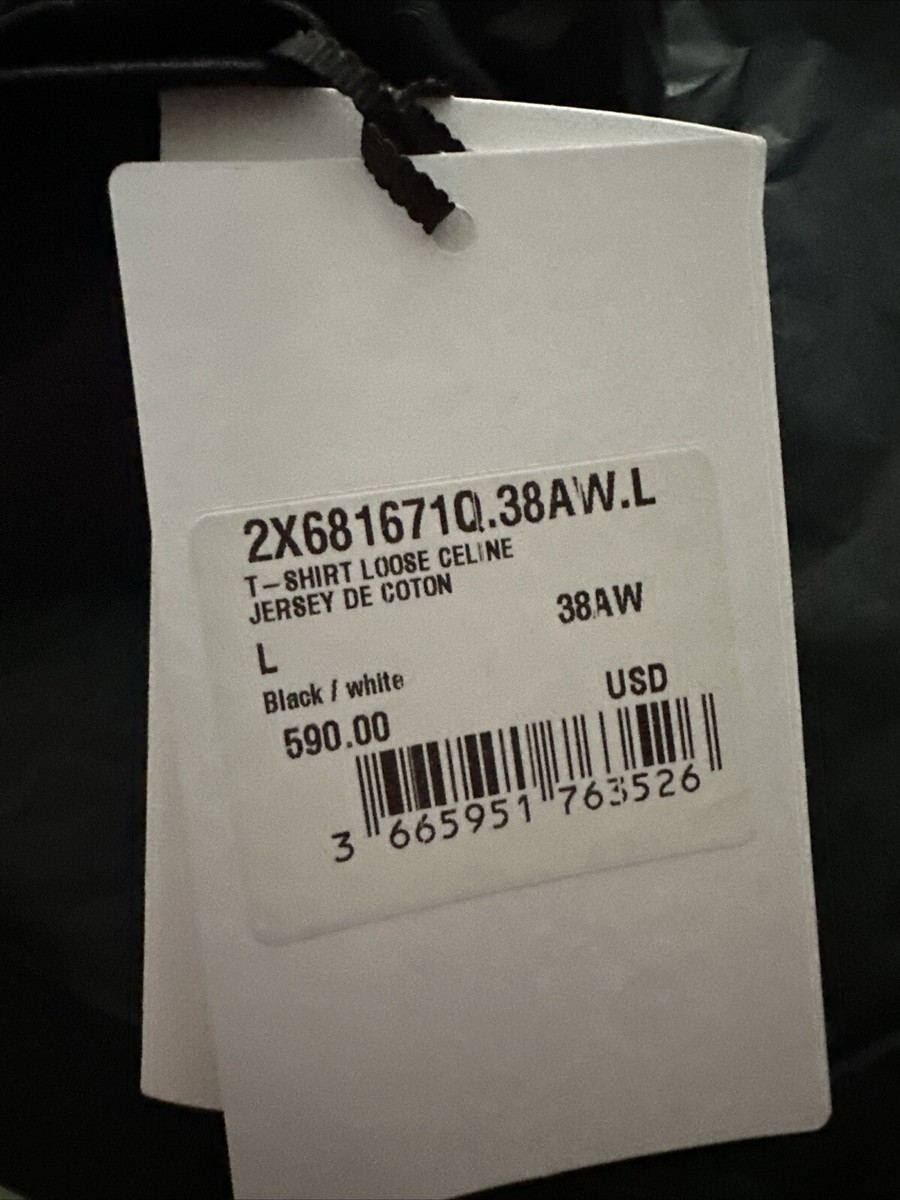 2X681671Q.38AW.L
T-SHIRT LOOSE CELINE
JERSEY DE COTON
38AW
L
Black / white
USD
590.00
3 665951 763526